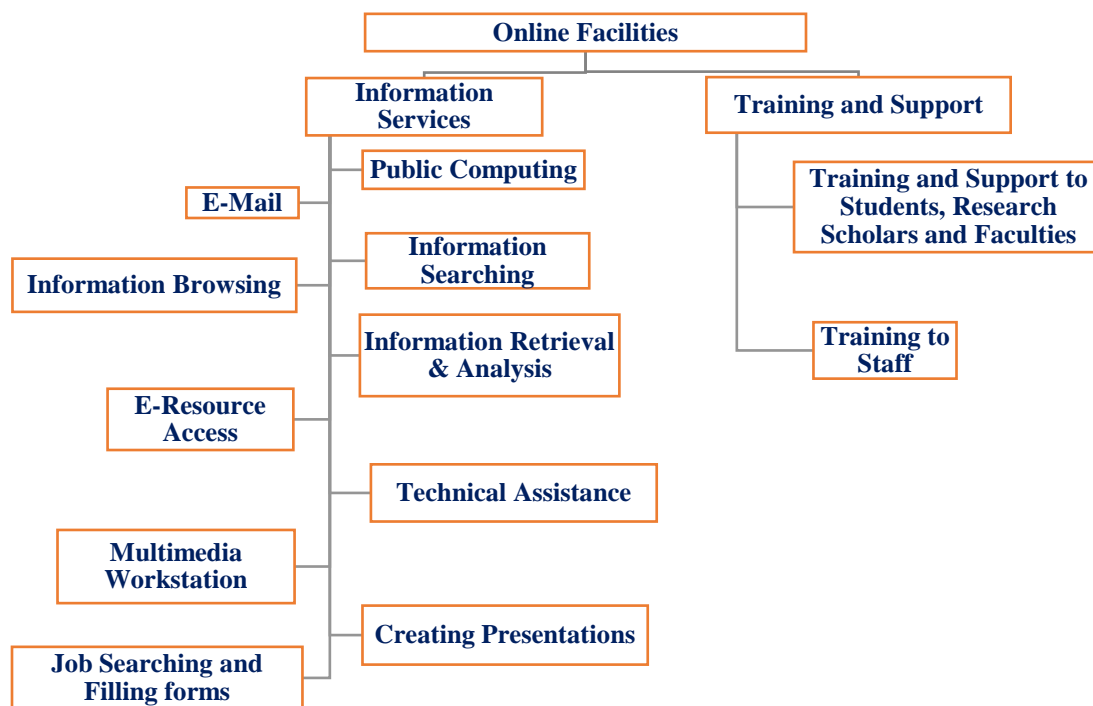 Online Facilities
Information
Services
Training and Support
Public Computing
Training and Support to
Students, Research
Scholars and Faculties
E-Mail
Information
Searching
Information Browsing
Information Retrieval
& Analysis
Training to
Staff
E-Resource
Access
Technical Assistance
Multimedia
Workstation
Creating Presentations
Job Searching and
Filling forms